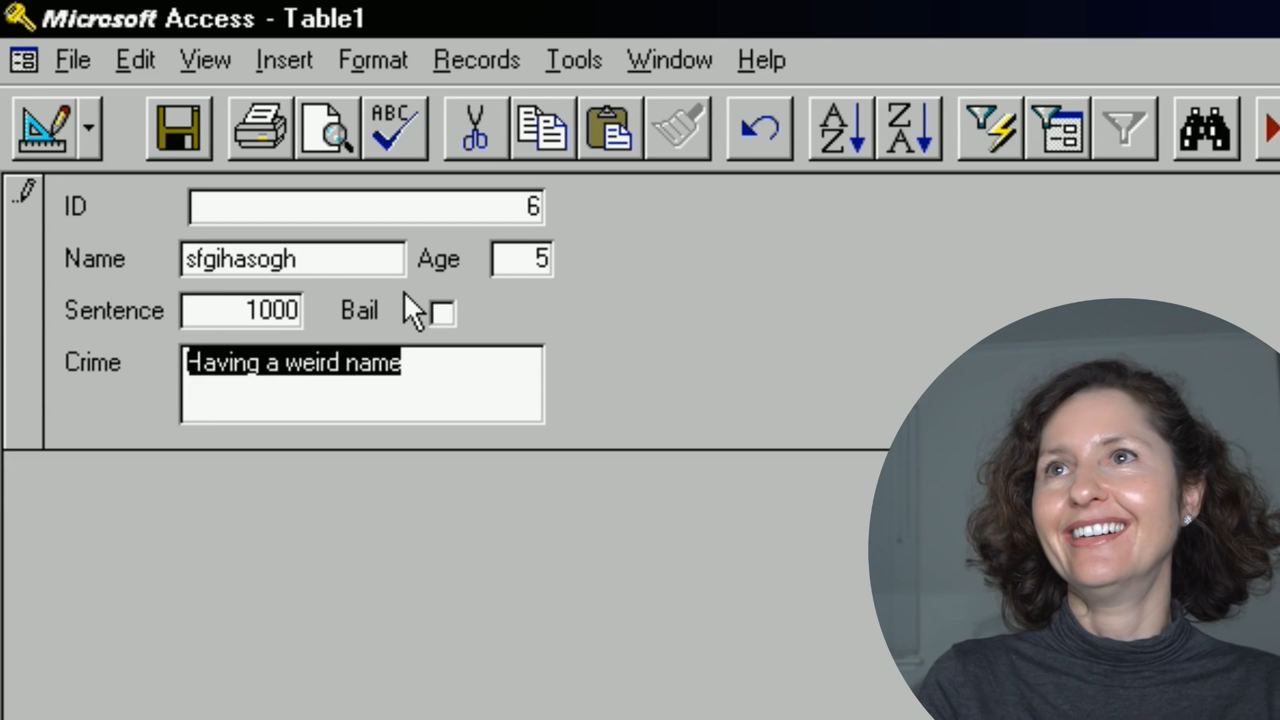 Microsoft Access - Table1
File Edit View Insert Format Records Tools Window Help
ABC
A Z Z A
ID 6
Name sfgihasogh Age 5
Sentence 1000 Bail
Crime Having a weird name